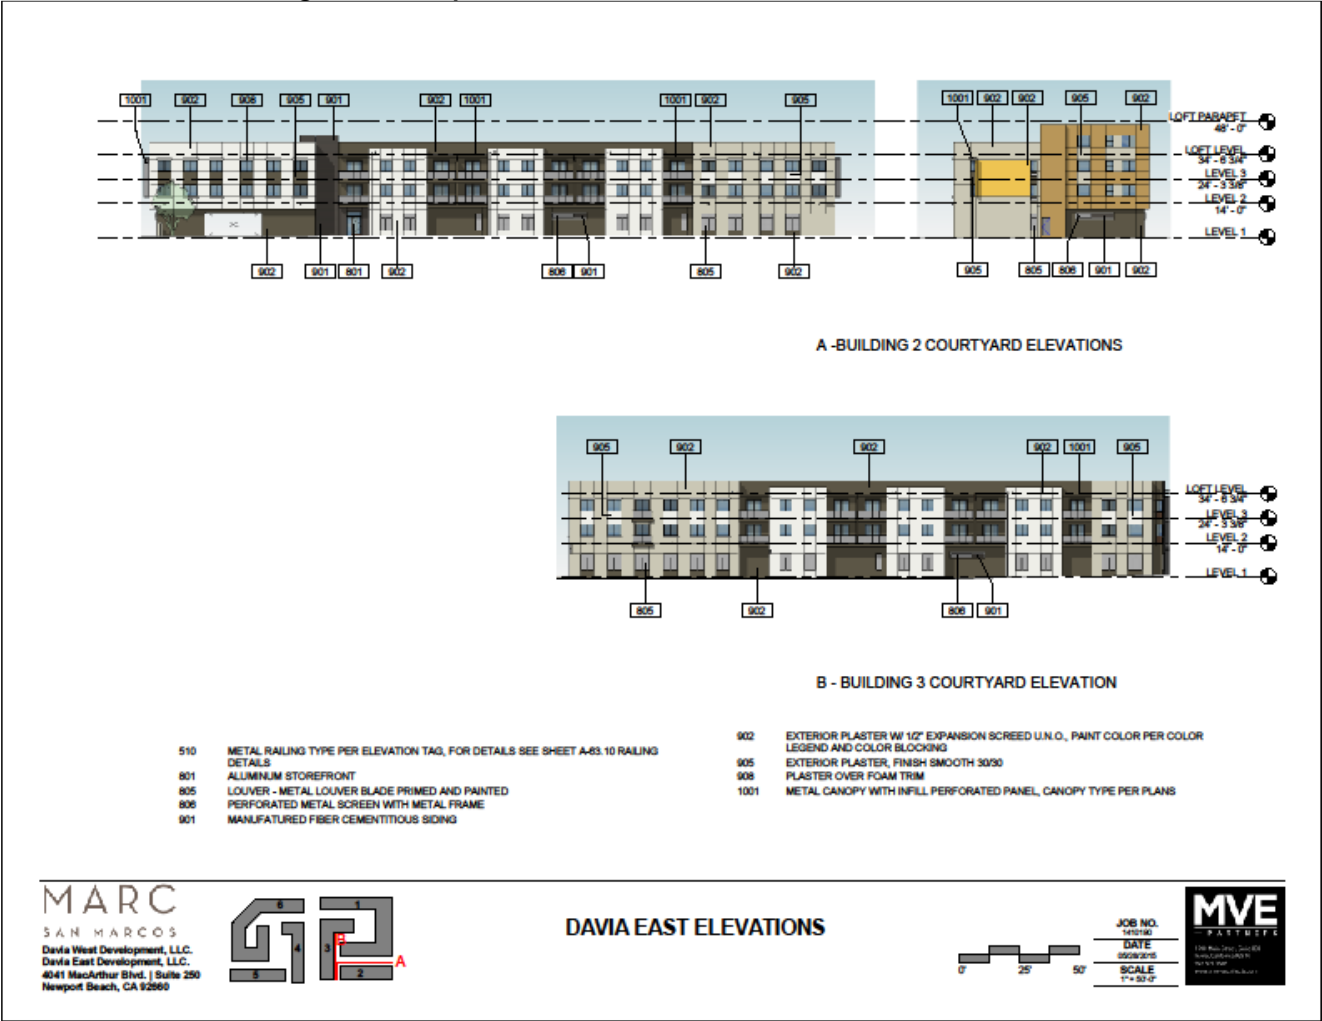 1001 902 908 905 901 902 1001 1001 902 905
1001 902 902 905 902
LOFT PARAPET
48' - 0"
LOFT LEVEL
34' - 6 3/4"
LEVEL 3
24' - 3 3/8"
LEVEL 2
14' - 0"
LEVEL 1
902 901 801 902 806 901 805 902
905 805 806 901 902
A -BUILDING 2 COURTYARD ELEVATIONS
905 902 902 902 1001 905
LOFT LEVEL
34' - 6 3/4"
LEVEL 3
24' - 3 3/8"
LEVEL 2
14' - 0"
LEVEL 1
805 902 806 901
B - BUILDING 3 COURTYARD ELEVATION
510 METAL RAILING TYPE PER ELEVATION TAG, FOR DETAILS SEE SHEET A-63.10 RAILING
DETAILS
801 ALUMINUM STOREFRONT
805 LOUVER - METAL LOUVER BLADE PRIMED AND PAINTED
806 PERFORATED METAL SCREEN WITH METAL FRAME
901 MANUFATURED FIBER CEMENTITIOUS SIDING
902 EXTERIOR PLASTER W/ 1/2" EXPANSION SCREED U.N.O., PAINT COLOR PER COLOR
LEGEND AND COLOR BLOCKING
905 EXTERIOR PLASTER, FINISH SMOOTH 30/30
908 PLASTER OVER FOAM TRIM
1001 METAL CANOPY WITH INFILL PERFORATED PANEL, CANOPY TYPE PER PLANS
MARC
SAN MARCOS
Davia West Development, LLC.
Davia East Development, LLC.
4041 MacArthur Blvd. | Suite 250
Newport Beach, CA 92660
6 1
4 3 B
A
5 2
DAVIA EAST ELEVATIONS
0' 25' 50'
JOB NO.
1410190
DATE
05/28/2015
SCALE
1" = 50'-0"
MVE
PARTNERS